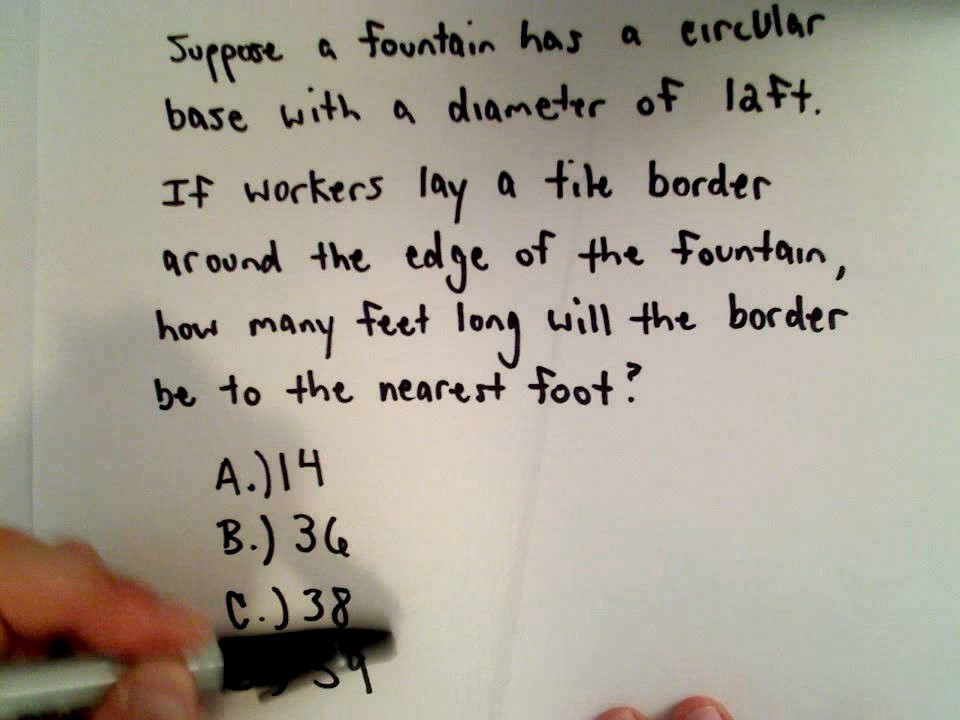 Suppose a fountain has a circular
base with a diameter of 12ft.
If workers lay a tile border
around the edge of the fountain,
how many feet long will the border
be to the nearest foot?
A.) 14
B.) 36
C.) 38
39